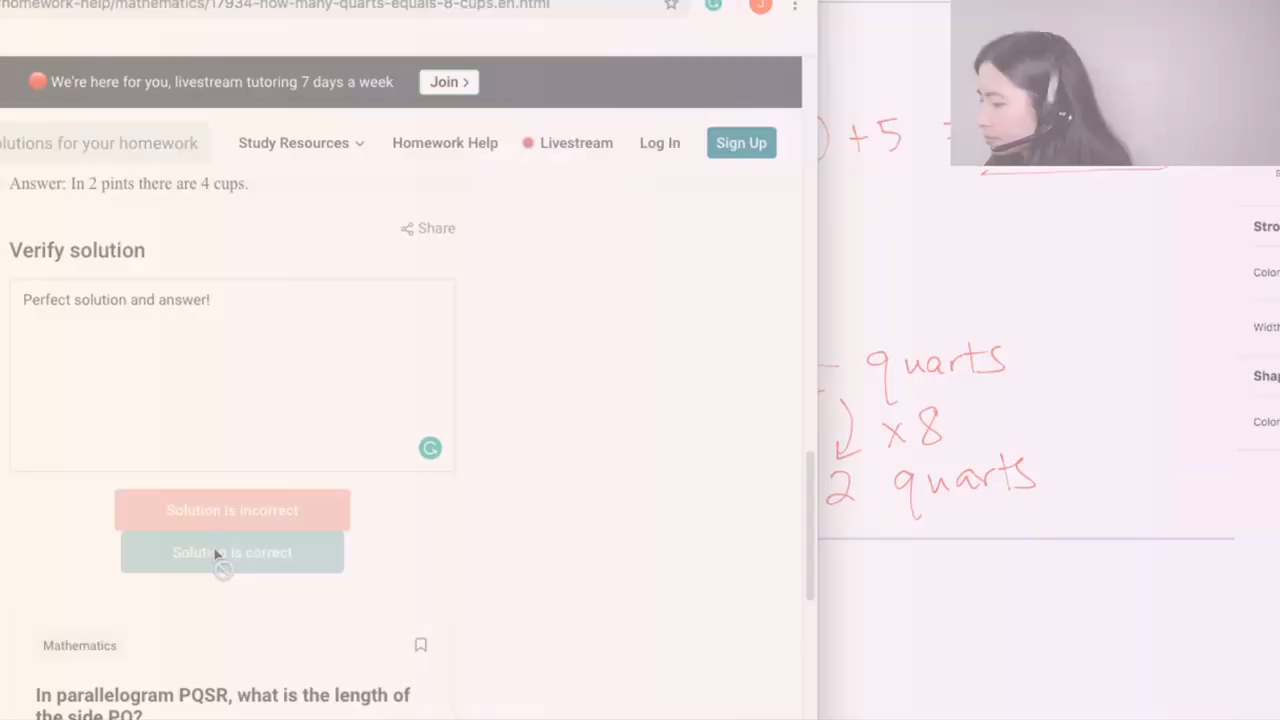 homework-help/mathematics/17934-how-many-quarts-equals-8-cups.en.html
J
We're here for you, livestream tutoring 7 days a week
Join >
olutions for your homework
Study Resources
Homework Help
Livestream
Log In
Sign Up
Answer: In 2 pints there are 4 cups.
Share
Verify solution
Perfect solution and answer!
Solution is incorrect
Solution is correct
Mathematics
In parallelogram PQSR, what is the length of
the side PQ?
) + 5 =
quarts
× 8
2 quarts
Stro
Color
Width
Shap
Color